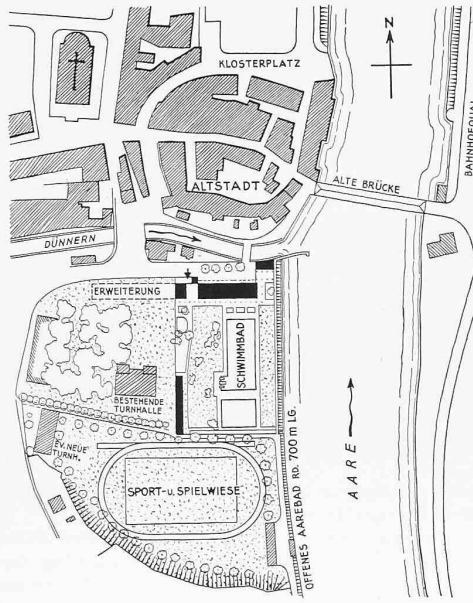 KLOSTERPLATZ
N
BAHNHOFQUAI
ALTSTADT
ALTE BRÜCKE
DÜNNERN
ERWEITERUNG
SCHWIMMBAD
BESTEHENDE
TURNHALLE
EV. NEUE
TURNH.
SPORT- u. SPIELWIESE
OFFENES AAREBAD RD. 700 m LG.
AARE